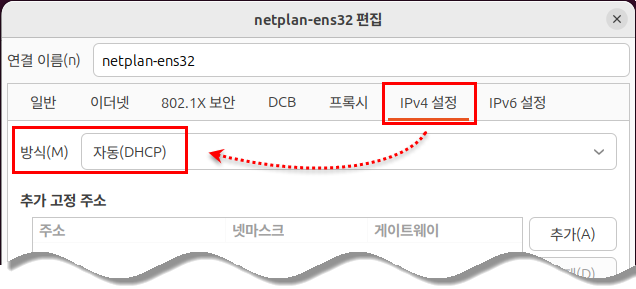 netplan-ens32 편집
연결 이름(n) netplan-ens32
일반 이더넷 802.1X 보안 DCB 프록시 IPv4 설정 IPv6 설정
방식(M) 자동(DHCP)
추가 고정 주소
주소 넷마스크 게이트웨이 추가(A)